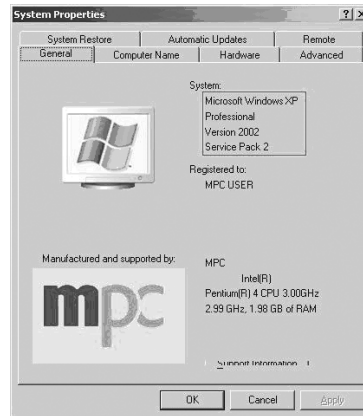 System Properties
System Restore Automatic Updates Remote
General Computer Name Hardware Advanced
System:
Microsoft Windows XP
Professional
Version 2002
Service Pack 2
Registered to:
MPC USER
Manufactured and supported by:
mpc
MPC
Intel(R)
Pentium(R) 4 CPU 3.00GHz
2.99 GHz, 1.98 GB of RAM
Support Information
OK Cancel Apply